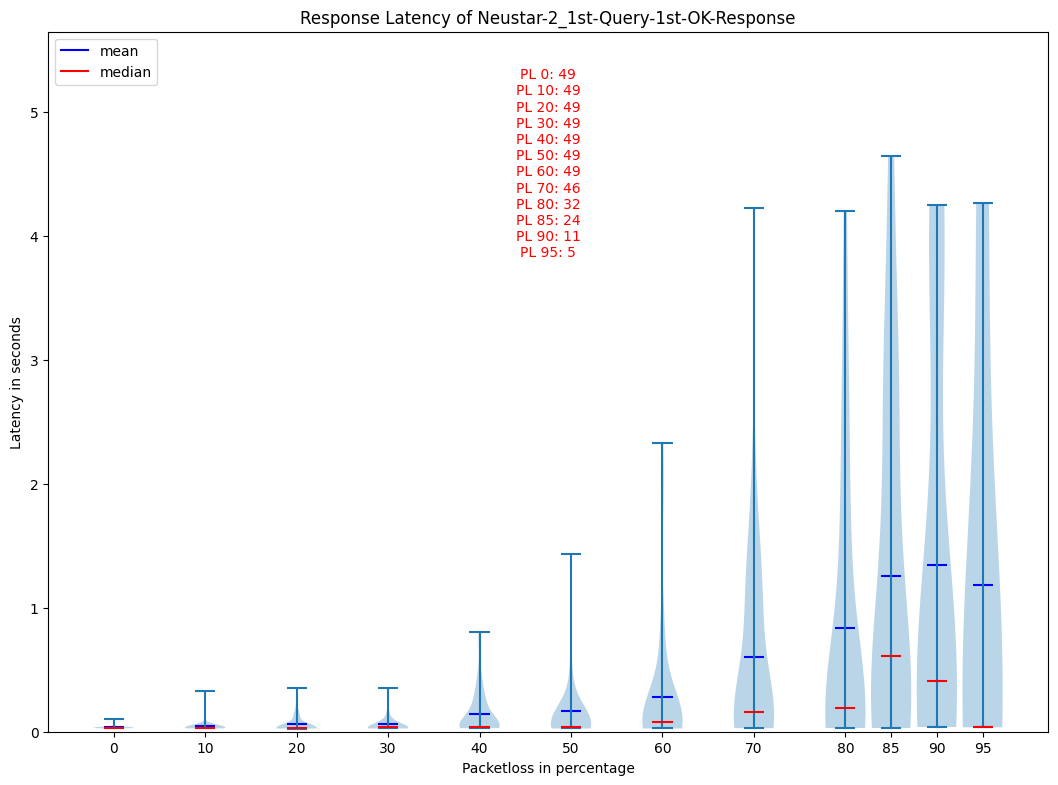 Response Latency of Neustar-2_1st-Query-1st-OK-Response
mean
median
PL 0: 49
PL 10: 49
PL 20: 49
PL 30: 49
PL 40: 49
PL 50: 49
PL 60: 49
PL 70: 46
PL 80: 32
PL 85: 24
PL 90: 11
PL 95: 5
Latency in seconds
5
4
3
2
1
0
0 10 20 30 40 50 60 70 80 85 90 95
Packetloss in percentage